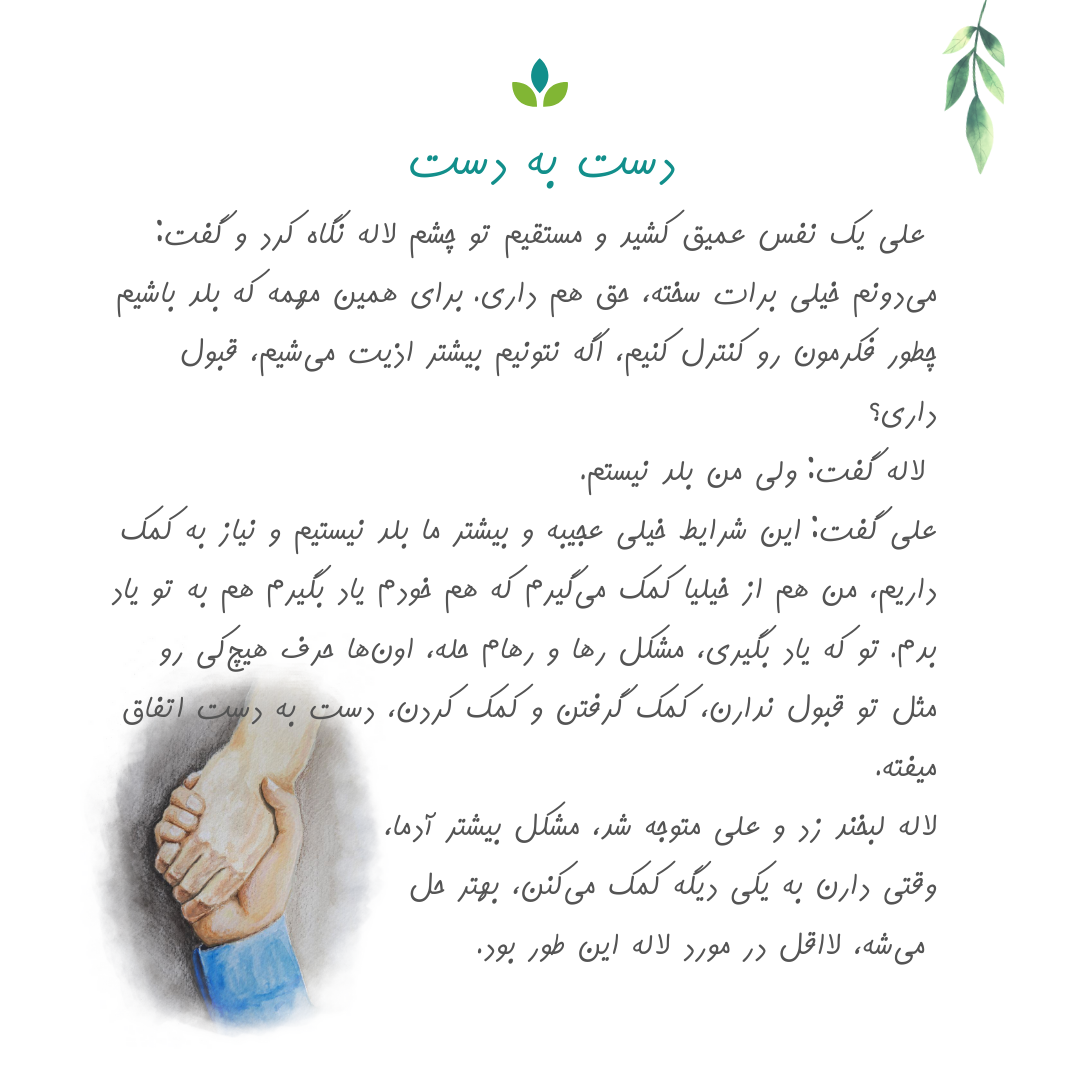 دست به دست
علی یک نفس عمیق کشید و مستقیم تو چشم لاله نگاه کرد و گفت:
می‌دونم خیلی برات سخته، حق هم داری. برای همین مهمه که بلد باشیم
چطور فکرمون رو کنترل کنیم، اگه نتونیم بیشتر اذیت می‌شیم، قبول
داری؟
لاله گفت: ولی من بلد نیستم.
علی گفت: این شرایط خیلی عجیبه و بیشتر ما بلد نیستیم و نیاز به کمک
داریم، من هم از خیلیا کمک می‌گیرم که هم خودم یاد بگیرم هم به تو یاد
بدم. تو که یاد بگیری، مشکل رها و رهام حله، اون‌ها حرف هیچ‌کی رو
مثل تو قبول ندارن، کمک گرفتن و کمک کردن، دست به دست اتفاق
میفته.
لاله لبخند زد و علی متوجه شد، مشکل بیشتر آدما،
وقتی دارن به یکی دیگه کمک می‌کنن، بهتر حل
می‌شه، لااقل در مورد لاله این طور بود.